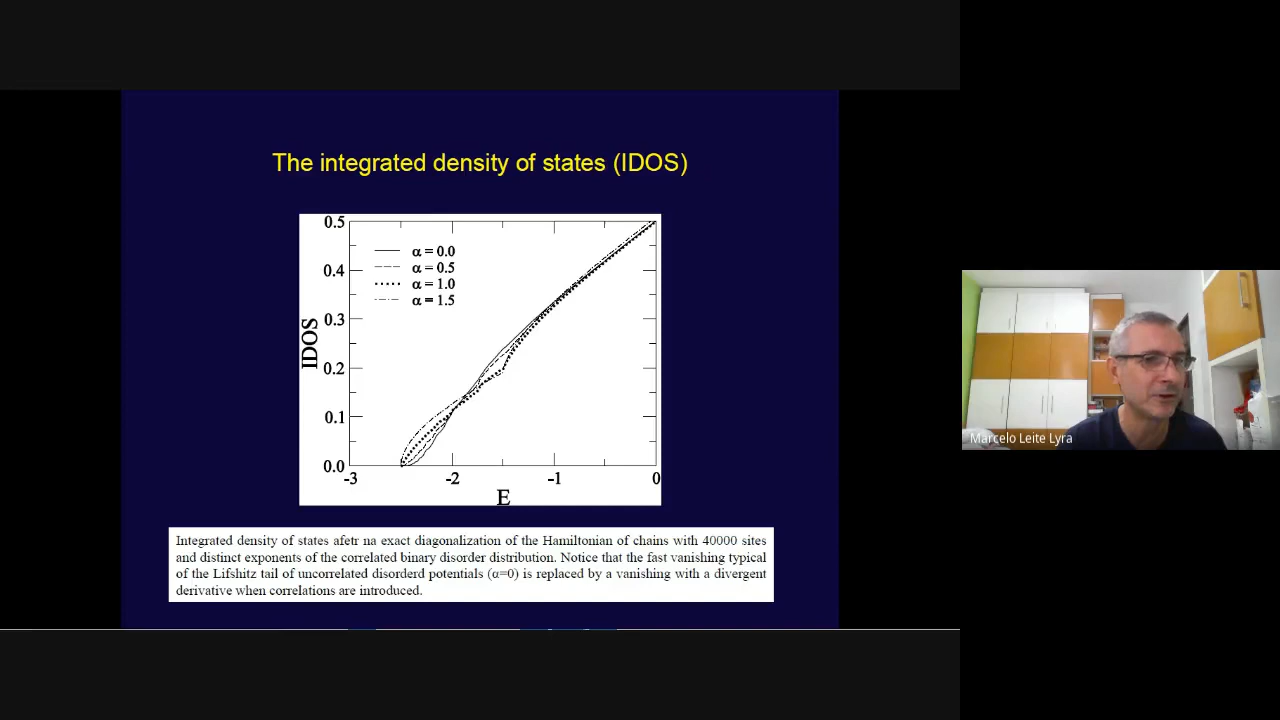 The integrated density of states (IDOS)
0.5
0.4
0.3
0.2
0.1
0.0
IDOS
α = 0.0
α = 0.5
α = 1.0
α = 1.5
-3
-2
-1
0
E
Integrated density of states afetr na exact diagonalization of the Hamiltonian of chains with 40000 sites
and distinct exponents of the correlated binary disorder distribution. Notice that the fast vanishing typical
of the Lifshitz tail of uncorrelated disorderd potentials (α=0) is replaced by a vanishing with a divergent
derivative when correlations are introduced.
Marcelo Leite Lyra